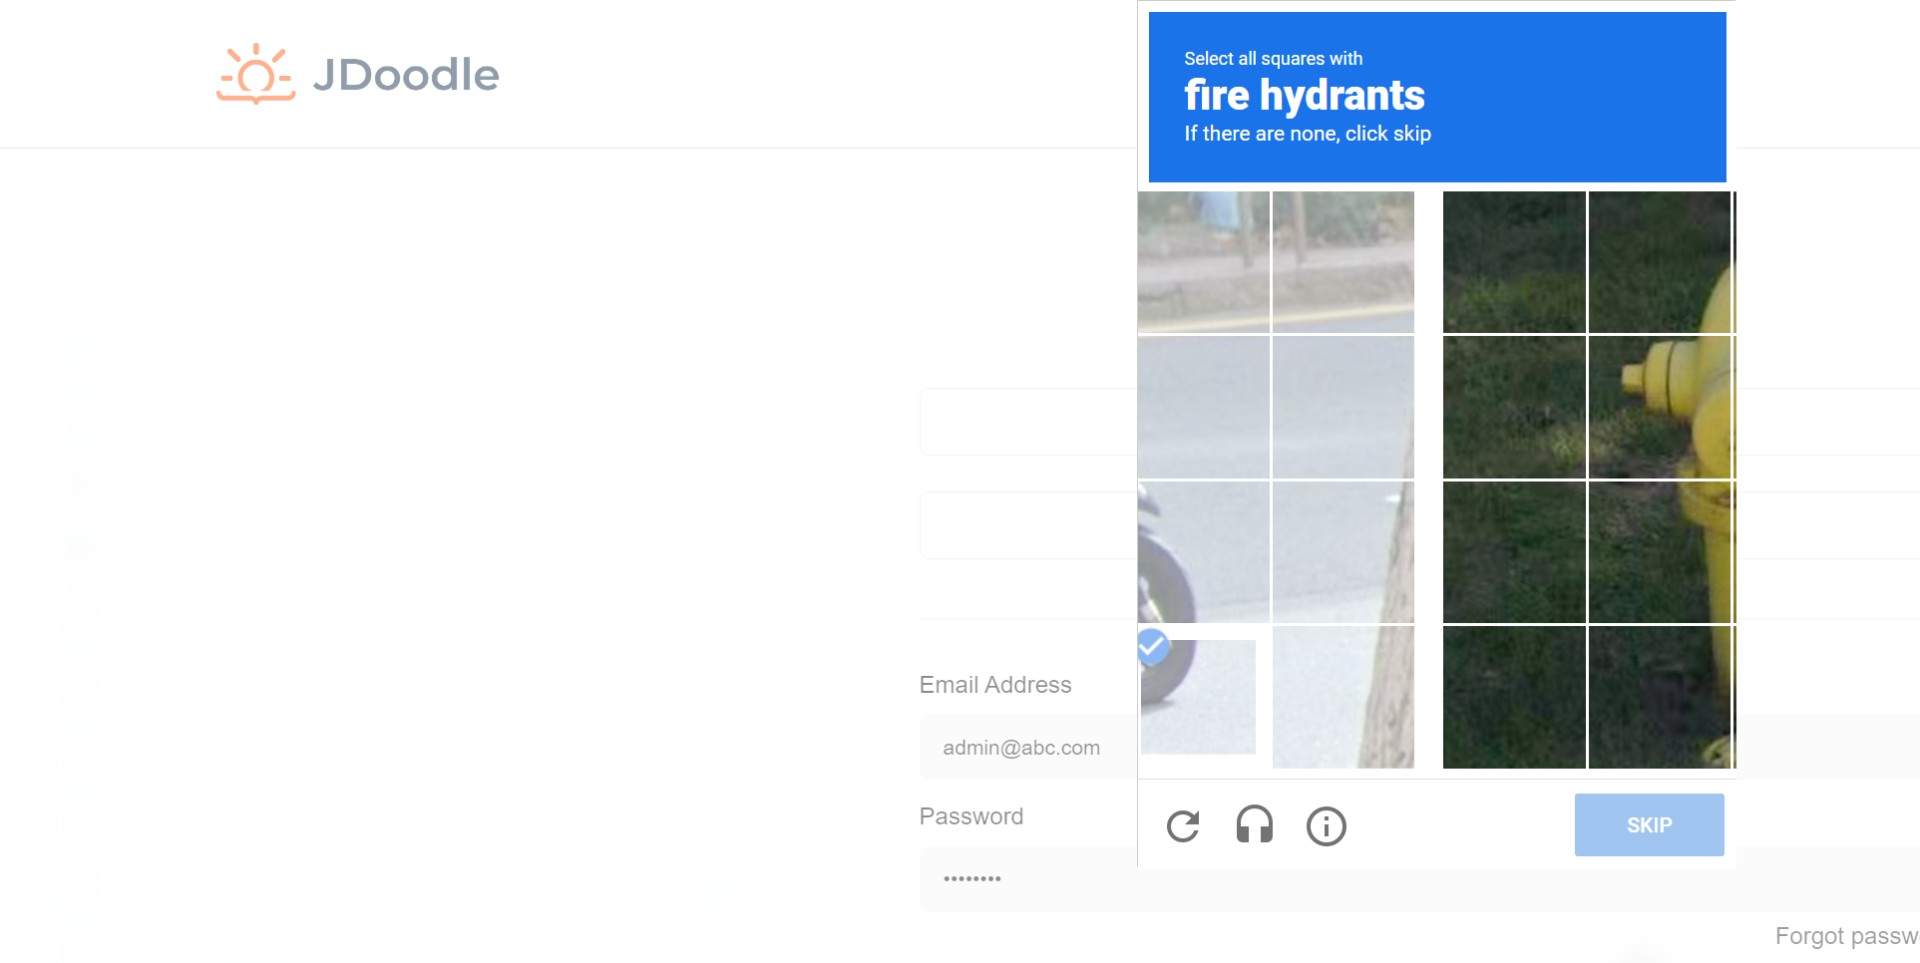 JDoodle
Select all squares with
fire hydrants
If there are none, click skip
Email Address
admin@abc.com
Password
••••••••
SKIP
Forgot passw